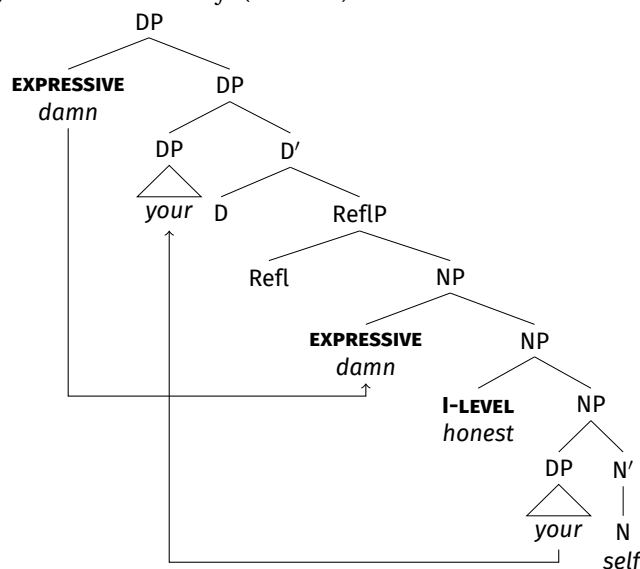 DP
EXPRESSIVE DP
damn
DP D′
your D ReflP
Refl NP
EXPRESSIVE NP
damn
I-LEVEL NP
honest
DP N′
your N
self